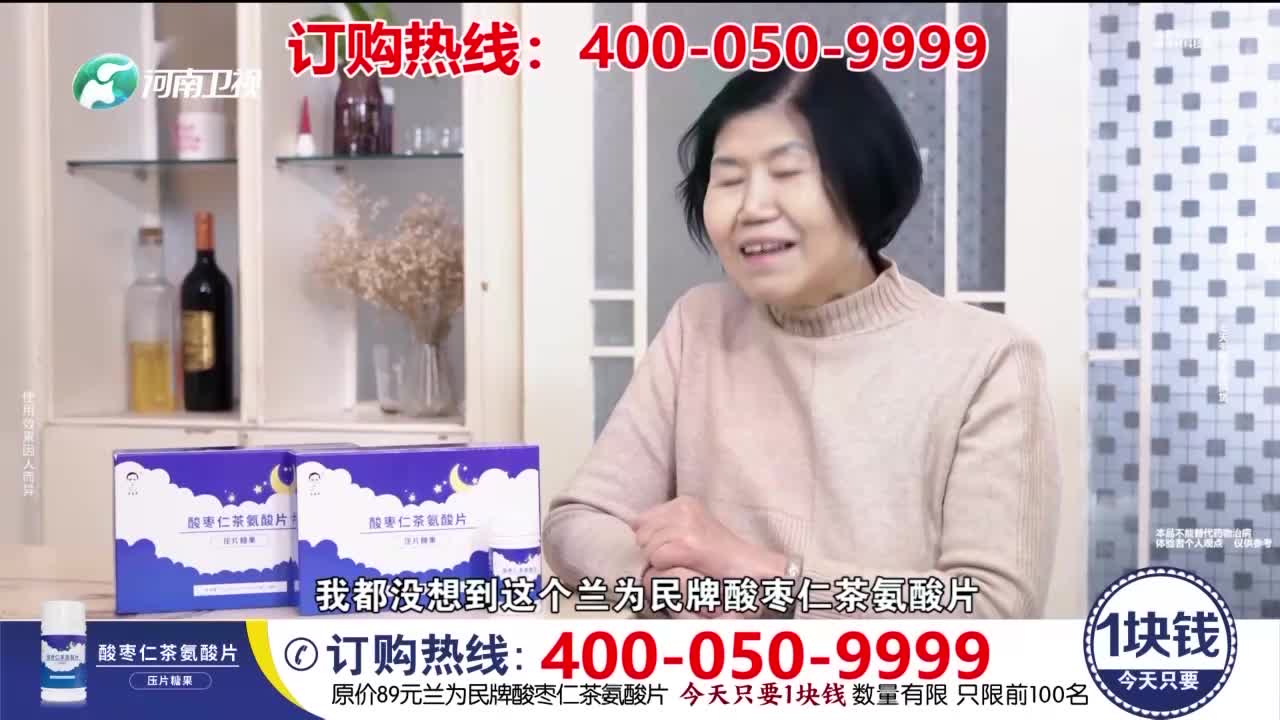 订购热线：400-050-9999
河南卫视
使用效果因人而异
酸枣仁茶氨酸片
压片糖果
酸枣仁茶氨酸片
压片糖果
本品不能替代药物治病
体验者个人观点 仅供参考
我都没想到这个兰为民牌酸枣仁茶氨酸片
酸枣仁茶氨酸片
压片糖果
订购热线：400-050-9999
原价89元兰为民牌酸枣仁茶氨酸片 今天只要1块钱 数量有限 只限前100名
1块钱
今天只要